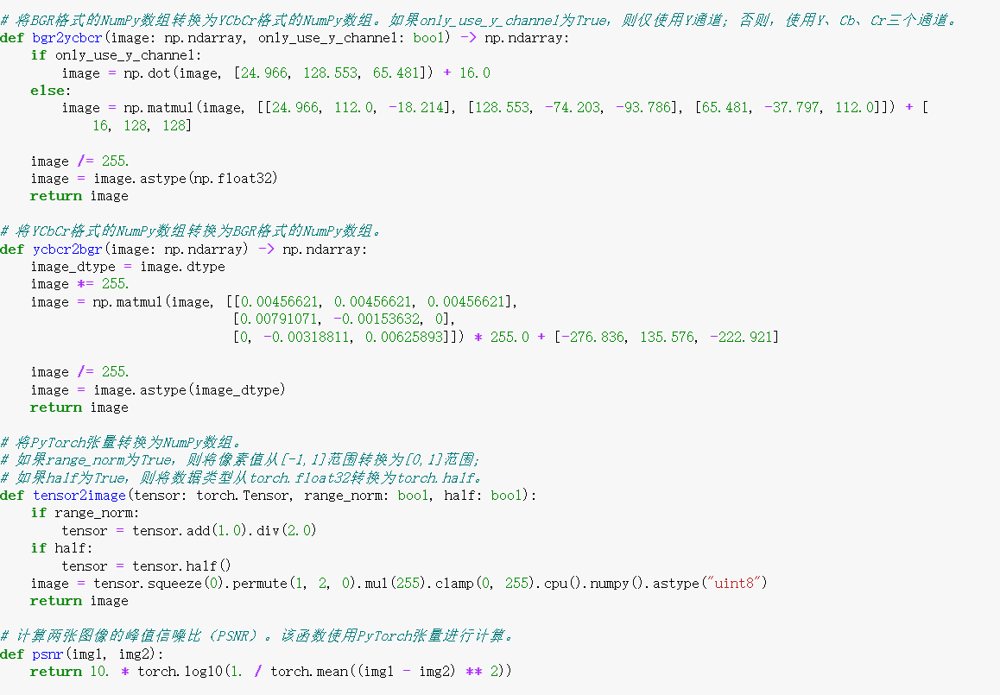 # 将BGR格式的NumPy数组转换为YCbCr格式的NumPy数组。如果only_use_y_channel为True，则仅使用Y通道；否则，使用Y、Cb、Cr三个通道。
def bgr2ycbcr(image: np.ndarray, only_use_y_channel: bool) -> np.ndarray:
    if only_use_y_channel:
        image = np.dot(image, [24.966, 128.553, 65.481]) + 16.0
    else:
        image = np.matmul(image, [[24.966, 112.0, -18.214], [128.553, -74.203, -93.786], [65.481, -37.797, 112.0]]) + [
            16, 128, 128]

    image /= 255.
    image = image.astype(np.float32)
    return image

# 将YCbCr格式的NumPy数组转换为BGR格式的NumPy数组。
def ycbcr2bgr(image: np.ndarray) -> np.ndarray:
    image_dtype = image.dtype
    image *= 255.
    image = np.matmul(image, [[0.00456621, 0.00456621, 0.00456621],
                              [0.00791071, -0.00153632, 0],
                              [0, -0.00318811, 0.00625893]]) * 255.0 + [-276.836, 135.576, -222.921]

    image /= 255.
    image = image.astype(image_dtype)
    return image

# 将PyTorch张量转换为NumPy数组。
# 如果range_norm为True，则将像素值从[-1,1]范围转换为[0,1]范围；
# 如果half为True，则将数据类型从torch.float32转换为torch.half。
def tensor2image(tensor: torch.Tensor, range_norm: bool, half: bool):
    if range_norm:
        tensor = tensor.add(1.0).div(2.0)
    if half:
        tensor = tensor.half()
    image = tensor.squeeze(0).permute(1, 2, 0).mul(255).clamp(0, 255).cpu().numpy().astype("uint8")
    return image

# 计算两张图像的峰值信噪比（PSNR）。该函数使用PyTorch张量进行计算。
def psnr(img1, img2):
    return 10. * torch.log10(1. / torch.mean((img1 - img2) ** 2))